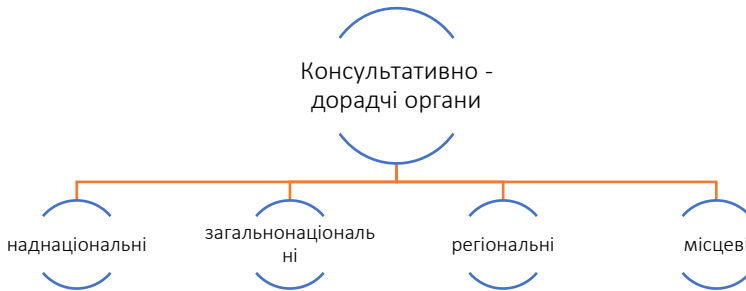 Консультативно -
дорадчі органи
наднаціональні
загальнонаціональ
ні
регіональні
місцеві